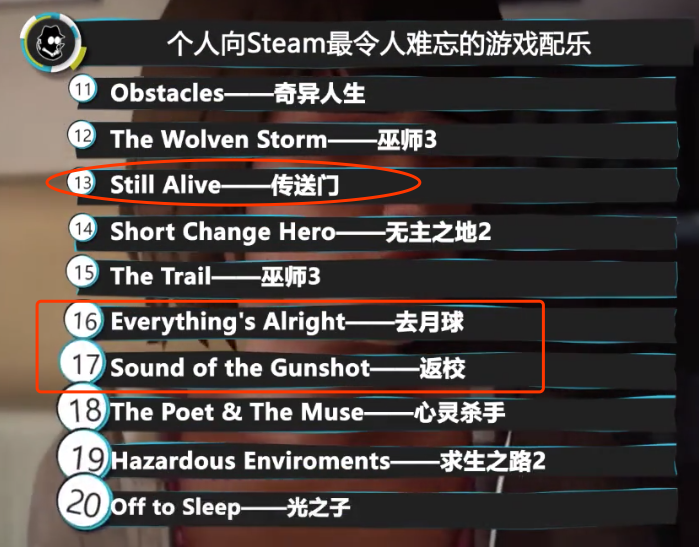 个人向Steam最令人难忘的游戏配乐
11 Obstacles——奇异人生
12 The Wolven Storm——巫师3
13 Still Alive——传送门
14 Short Change Hero——无主之地2
15 The Trail——巫师3
16 Everything's Alright——去月球
17 Sound of the Gunshot——返校
18 The Poet & The Muse——心灵杀手
19 Hazardous Enviroments——求生之路2
20 Off to Sleep——光之子